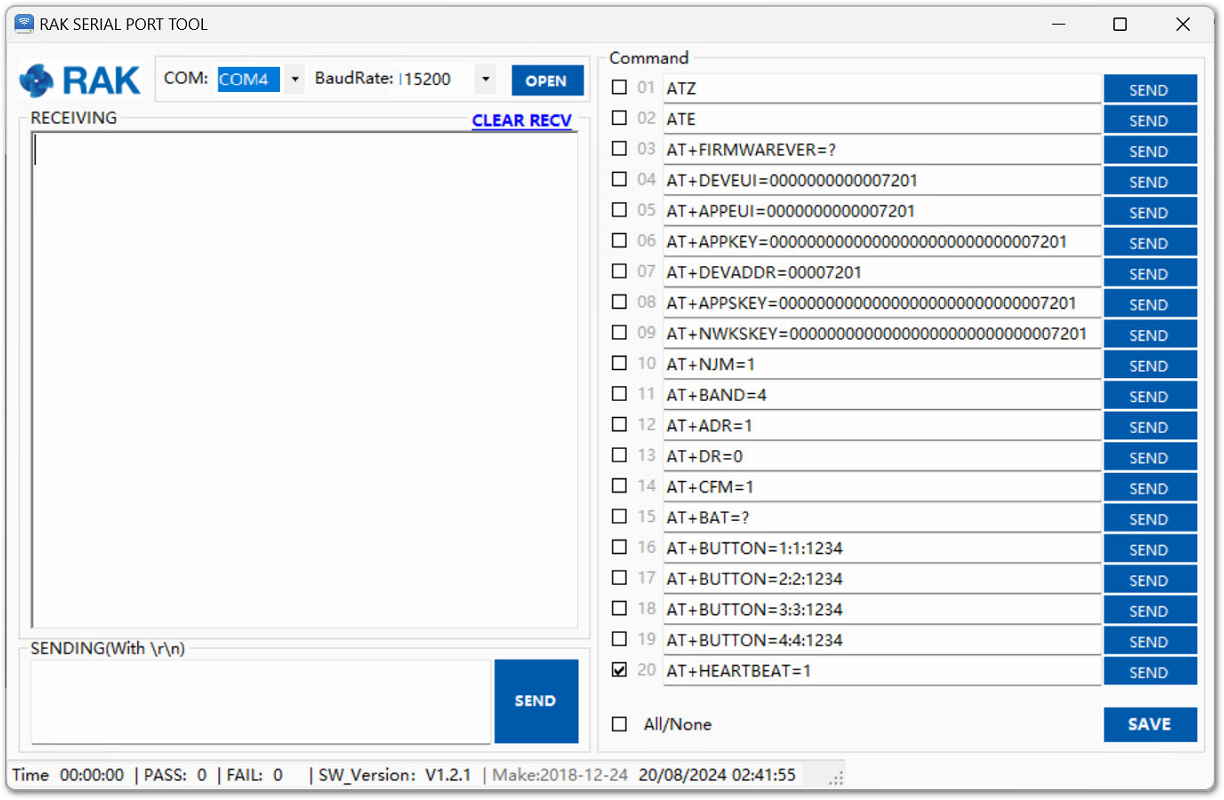 RAK SERIAL PORT TOOL
RAK
COM: COM4 BaudRate: 115200 OPEN
RECEIVING
CLEAR RECV
SENDING(With \r\n)
SEND
Command
01 ATZ SEND
02 ATE SEND
03 AT+FIRMWAREVER=? SEND
04 AT+DEVEUI=0000000000007201 SEND
05 AT+APPEUI=0000000000007201 SEND
06 AT+APPKEY=00000000000000000000000000007201 SEND
07 AT+DEVADDR=00007201 SEND
08 AT+APPSKEY=00000000000000000000000000007201 SEND
09 AT+NWKSKEY=00000000000000000000000000007201 SEND
10 AT+NJM=1 SEND
11 AT+BAND=4 SEND
12 AT+ADR=1 SEND
13 AT+DR=0 SEND
14 AT+CFM=1 SEND
15 AT+BAT=? SEND
16 AT+BUTTON=1:1:1234 SEND
17 AT+BUTTON=2:2:1234 SEND
18 AT+BUTTON=3:3:1234 SEND
19 AT+BUTTON=4:4:1234 SEND
20 AT+HEARTBEAT=1 SEND
All/None SAVE
Time 00:00:00 | PASS: 0 | FAIL: 0 | SW_Version: V1.2.1 | Make:2018-12-24 20/08/2024 02:41:55